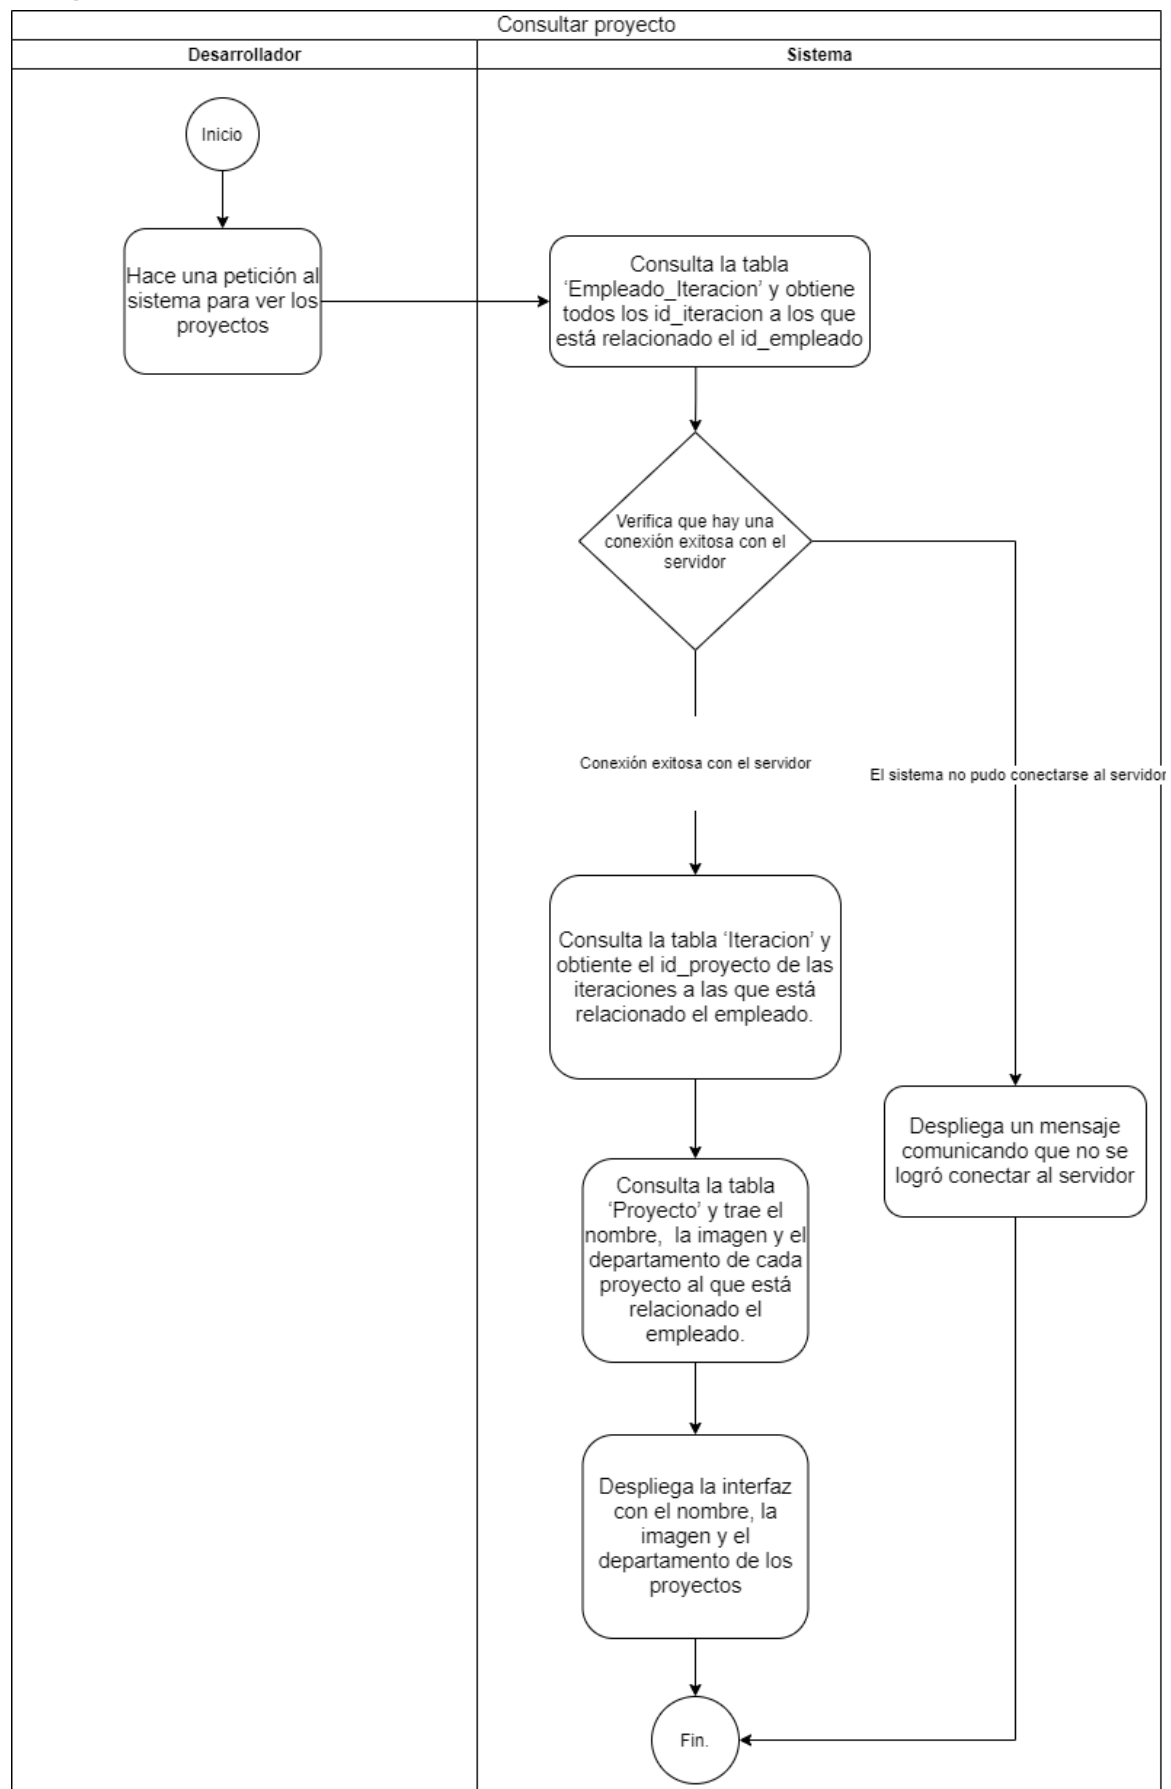 Consultar proyecto
Desarrollador
Sistema
Inicio
Hace una petición al
sistema para ver los
proyectos
Consulta la tabla
‘Empleado_Iteracion’ y obtiene
todos los id_iteracion a los que
está relacionado el id_empleado
Verifica que hay una
conexión exitosa con el
servidor
Conexión exitosa con el servidor
El sistema no pudo conectarse al servidor
Consulta la tabla ‘Iteracion’ y
obtiente el id_proyecto de las
iteraciones a las que está
relacionado el empleado.
Despliega un mensaje
comunicando que no se
logró conectar al servidor
Consulta la tabla
‘Proyecto’ y trae el
nombre,  la imagen y el
departamento de cada
proyecto al que está
relacionado el
empleado.
Despliega la interfaz
con el nombre, la
imagen y el
departamento de los
proyectos
Fin.